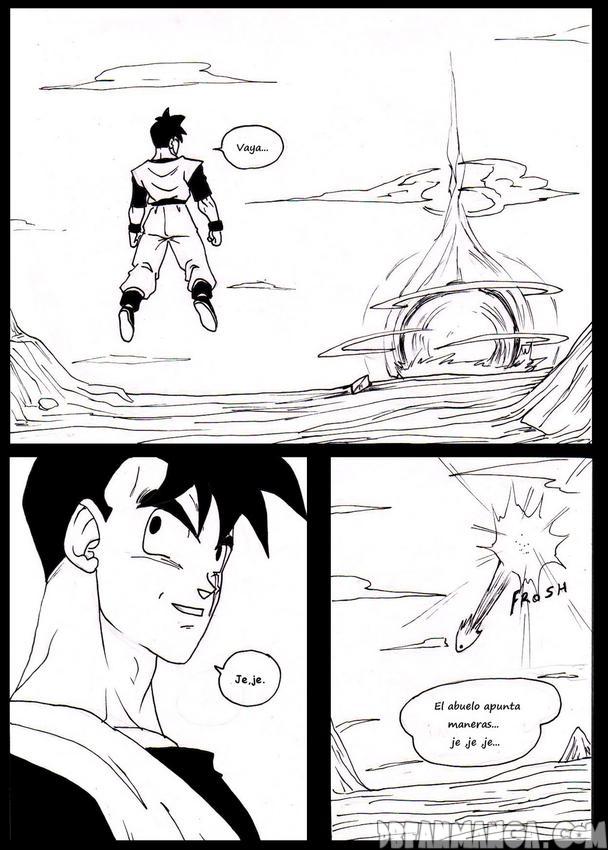 Vaya...
Je,je.
FROSH
El abuelo apunta
maneras...
je ,je ,je...
DBFANMANGA.COM